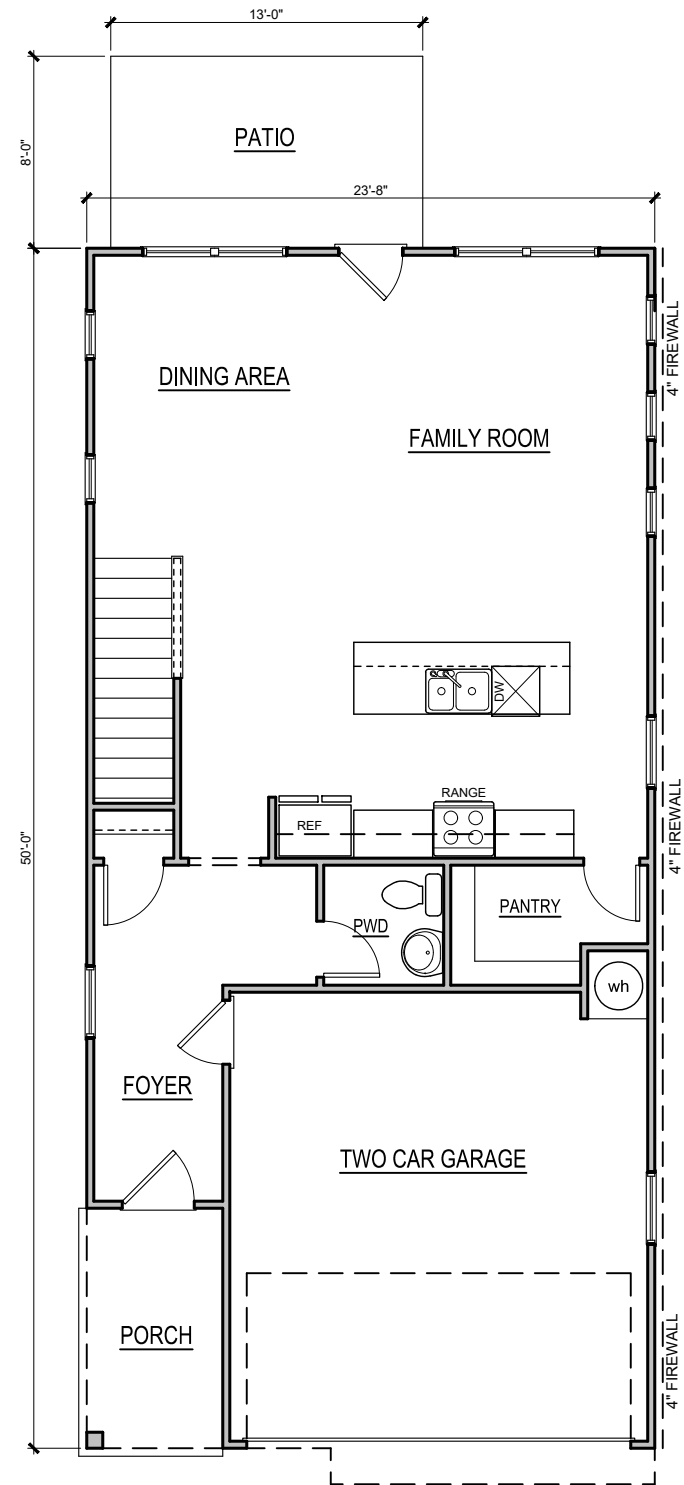 13'-0"
8'-0"
PATIO
23'-8"
4" FIREWALL
DINING AREA
FAMILY ROOM
DW
50'-0"
RANGE
REF
4" FIREWALL
PWD
PANTRY
wh
FOYER
TWO CAR GARAGE
PORCH
4" FIREWALL